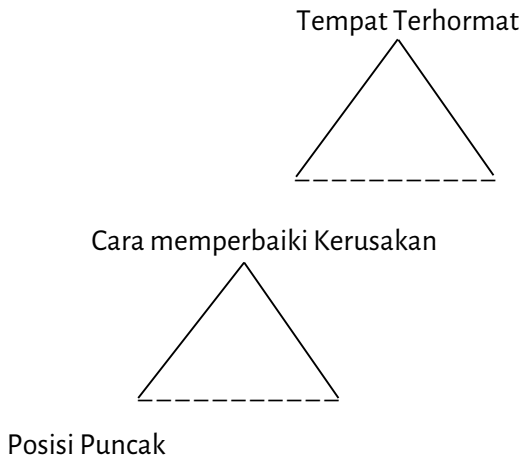 Tempat Terhormat
Cara memperbaiki Kerusakan
Posisi Puncak